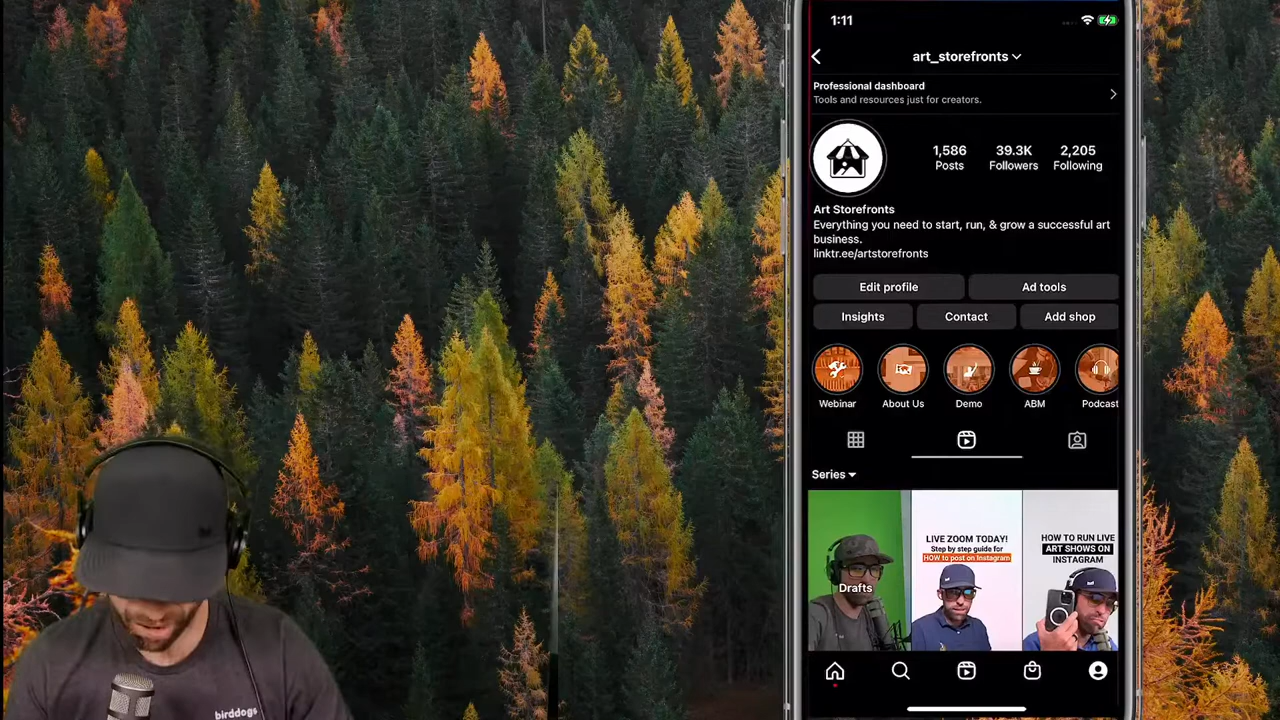 1:11
art_storefronts
Professional dashboard
Tools and resources just for creators.
1,586
39.3K
2,205
Posts
Followers
Following
Art Storefronts
Everything you need to start, run, & grow a successful art
business.
linktr.ee/artstorefronts
Edit profile
Ad tools
Insights
Contact
Add shop
Webinar
About Us
Demo
ABM
Podcast
Series
Drafts
LIVE ZOOM TODAY!
Step by step guide for
HOW to post on Instagram
HOW TO RUN LIVE
ART SHOWS ON
INSTAGRAM
birddogs